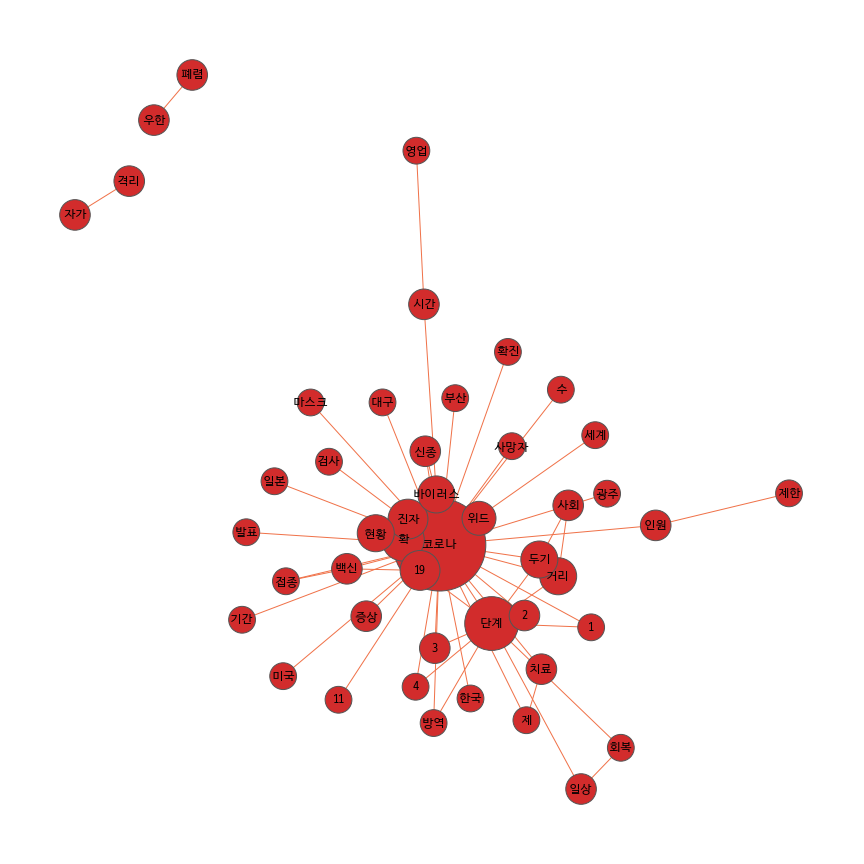 폐렴
우한
영업
격리
자가
시간
확진
수
마스크
대구
부산
세계
신종
사망자
검사
일본
바이러스
광주
제한
사회
진자
위드
인원
발표
현황
확
코로나
두기
백신
19
거리
접종
기간
증상
단계
2
1
3
치료
미국
4
11
한국
방역
제
회복
일상